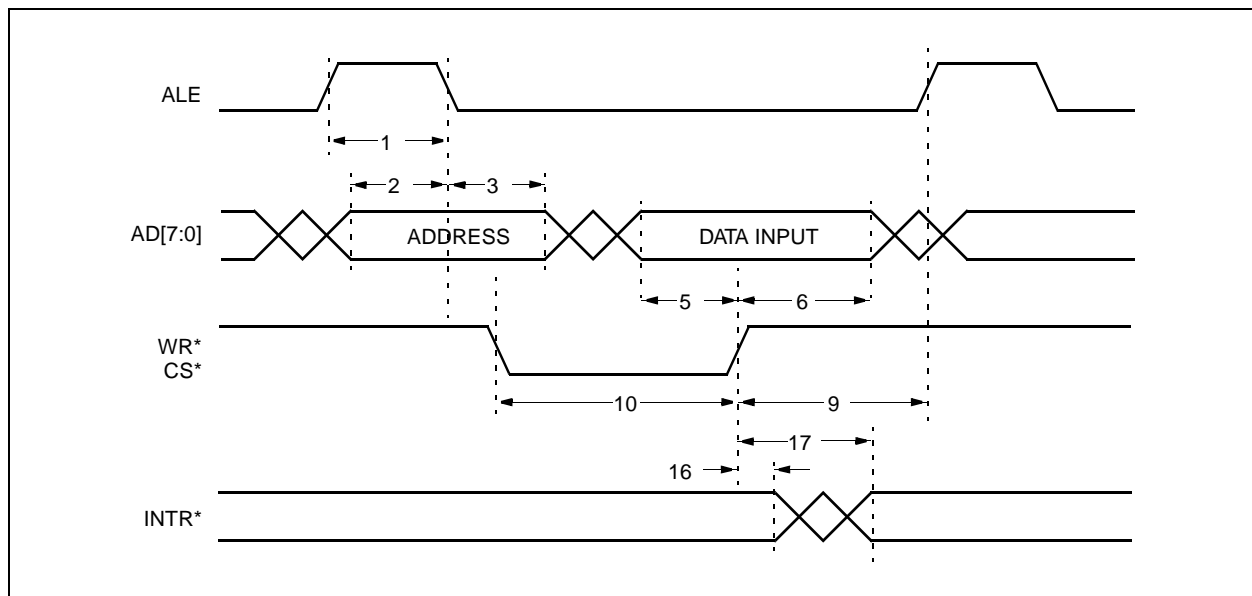 ALE
1
2 3
AD[7:0] ADDRESS DATA INPUT
5 6
WR*
CS*
10 9
17
16
INTR*